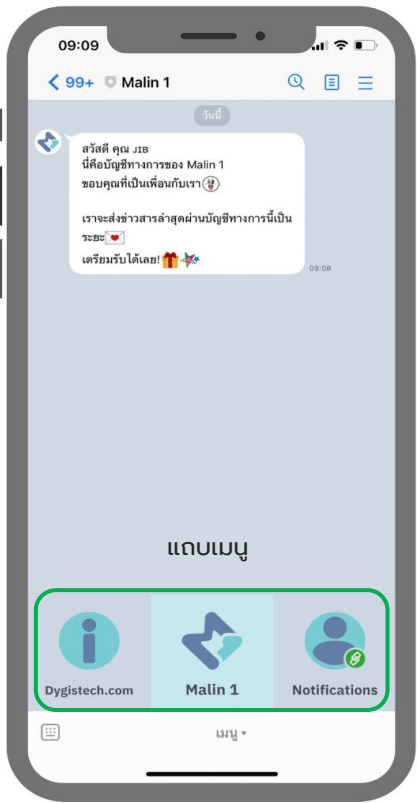 09:09
99+ Malin 1
วันนี้
สวัสดี คุณ JIB
นี่คือบัญชีทางการของ Malin 1
ขอบคุณที่เป็นเพื่อนกับเรา
เราจะส่งข่าวสารล่าสุดผ่านบัญชีทางการนี้เป็น
ระยะ
เตรียมรับได้เลย!
09:08
แถบเมนู
Dygistech.com Malin 1 Notifications
เมนู